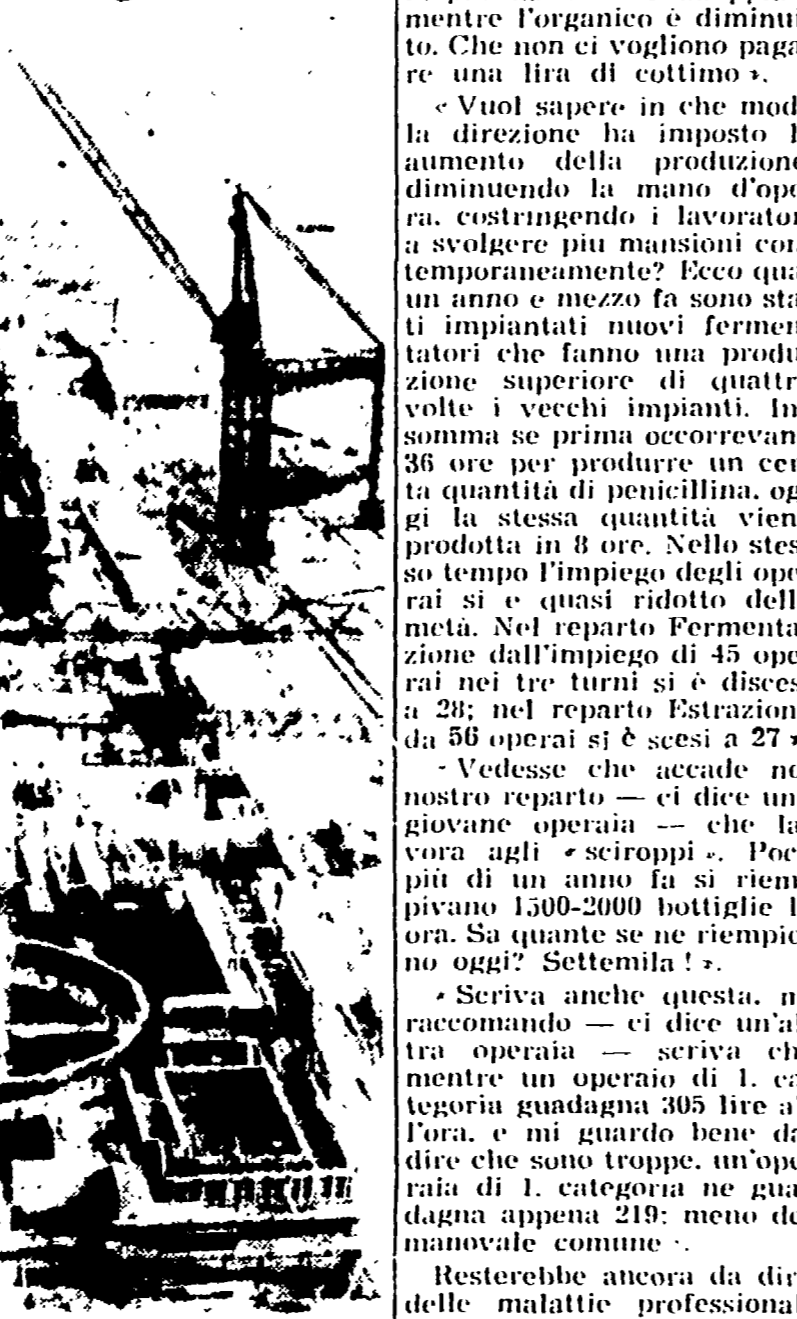 mentre l'organico è diminui
to. Che non ci vogliono paga
re una lira di cottimo ».
« Vuol sapere in che mod
la direzione ha imposto l
aumento della produzione
diminuendo la mano d'ope
ra. costringendo i lavorator
a svolgere più mansioni con
temporaneamente? Ecco qua
un anno e mezzo fa sono sta
ti impiantati nuovi fermen
tatori che fanno una produ
zione superiore di quattr
volte i vecchi impianti. In
somma se prima occorrevan
36 ore per produrre un cer
ta quantità di penicillina. og
gi la stessa quantità vien
prodotta in 8 ore. Nello stes
so tempo l'impiego degli ope
rai si e quasi ridotto dell
metà. Nel reparto Fermenta
zione dall'impiego di 45 ope
rai nei tre turni si è disces
a 28; nel reparto Estrazion
da 56 operai si è scesi a 27 »
- Vedesse che accade ne
nostro reparto — ci dice un
giovane operaia — che la
vora agli « sciroppi ». Poc
più di un anno fa si riem
pivano 1500-2000 bottiglie l
ora. Sa quante se ne riempio
no oggi? Settemila ! ».
« Scriva anche questa. m
raccomando — ci dice un'al
tra operaia — scriva ch
mentre un operaio di 1. ca
tegoria guadagna 305 lire al
l'ora. e mi guardo bene da
dire che sono troppe. un'ope
raia di 1. categoria ne gua
dagna appena 219: meno de
manovale comune ».
Resterebbe ancora da dir
delle malattie professional